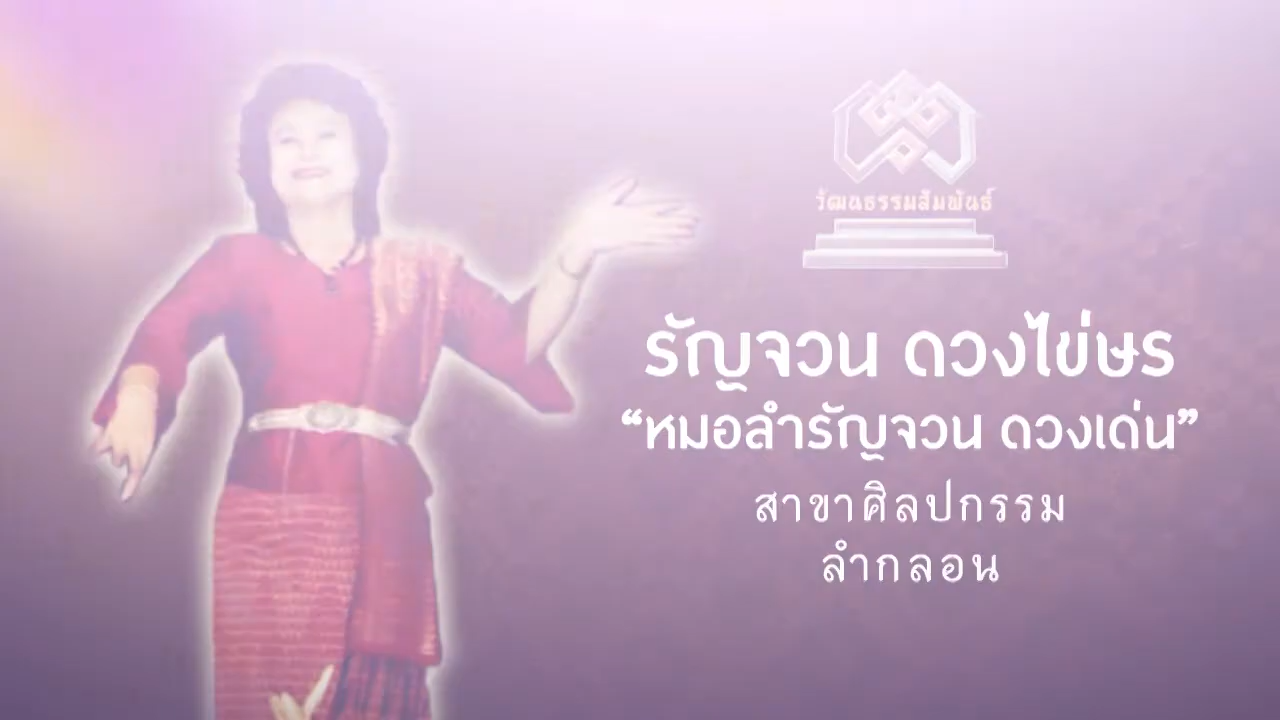 วัฒนธรรมสัมพันธ์
รัญจวน ดวงไข่ษร
“หมอลำรัญจวน ดวงเด่น”
สาขาศิลปกรรม
ลำกลอน